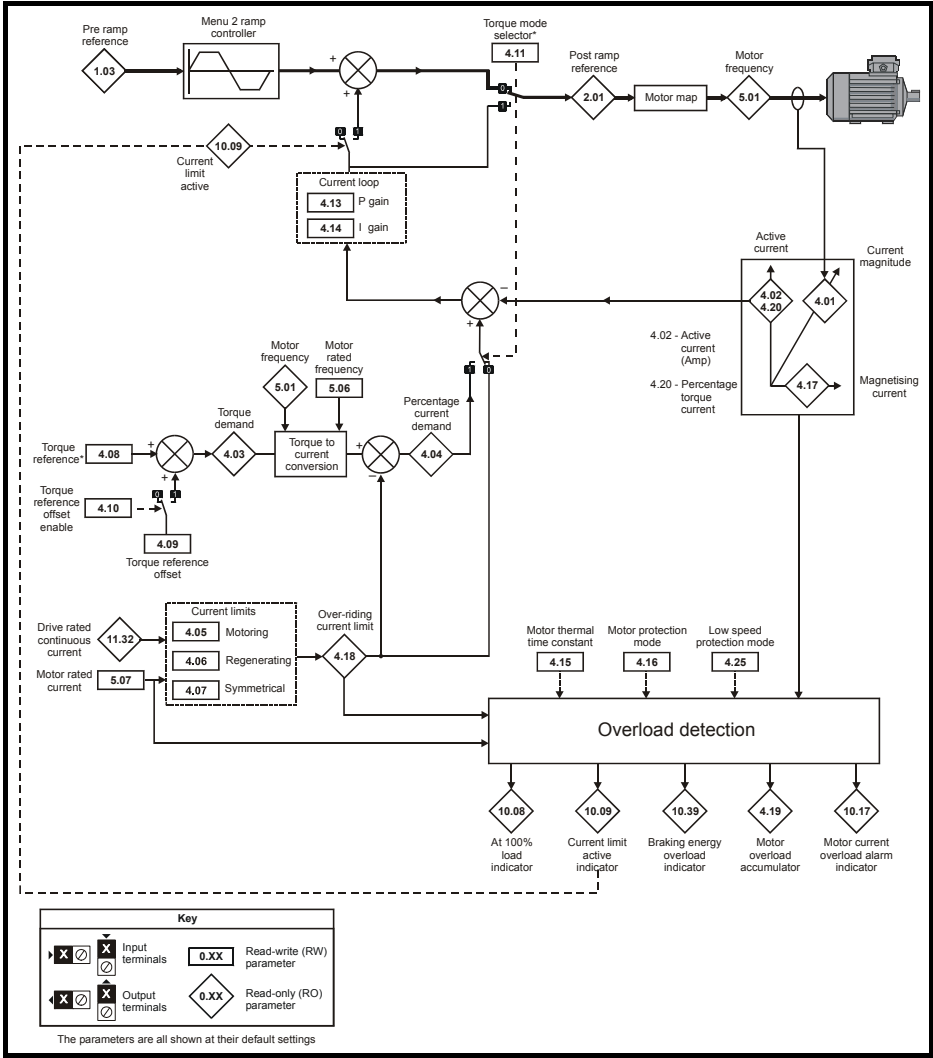 Pre ramp
reference
1.03
Menu 2 ramp
controller
+
+
Torque mode
selector*
4.11
0
1
Post ramp
reference
2.01
Motor map
Motor
frequency
5.01
10.09
Current
limit
active
0 1
Current loop
4.13 P gain
4.14 I gain
Active
current
Current
magnitude
4.02
4.20
4.01
4.17
Magnetising
current
4.02 - Active
current
(Amp)
4.20 - Percentage
torque
current
–
+
1 0
Motor
frequency
5.01
Motor
rated
frequency
5.06
Percentage
current
demand
4.04
Torque
reference*
4.08
+
+
Torque
demand
4.03
Torque to
current
conversion
+
–
0 1
Torque
reference
offset
enable
4.10
4.09
Torque reference
offset
Drive rated
continuous
current
11.32
Motor rated
current
5.07
Current limits
4.05 Motoring
4.06 Regenerating
4.07 Symmetrical
Over-riding
current limit
4.18
Motor thermal
time constant
4.15
Motor protection
mode
4.16
Low speed
protection mode
4.25
Overload detection
10.08
At 100%
load
indicator
10.09
Current limit
active
indicator
10.39
Braking energy
overload
indicator
4.19
Motor
overload
accumulator
10.17
Motor current
overload alarm
indicator
Key
X
X
Input
terminals
0.XX
Read-write (RW)
parameter
X
X
Output
terminals
0.XX
Read-only (RO)
parameter
The parameters are all shown at their default settings